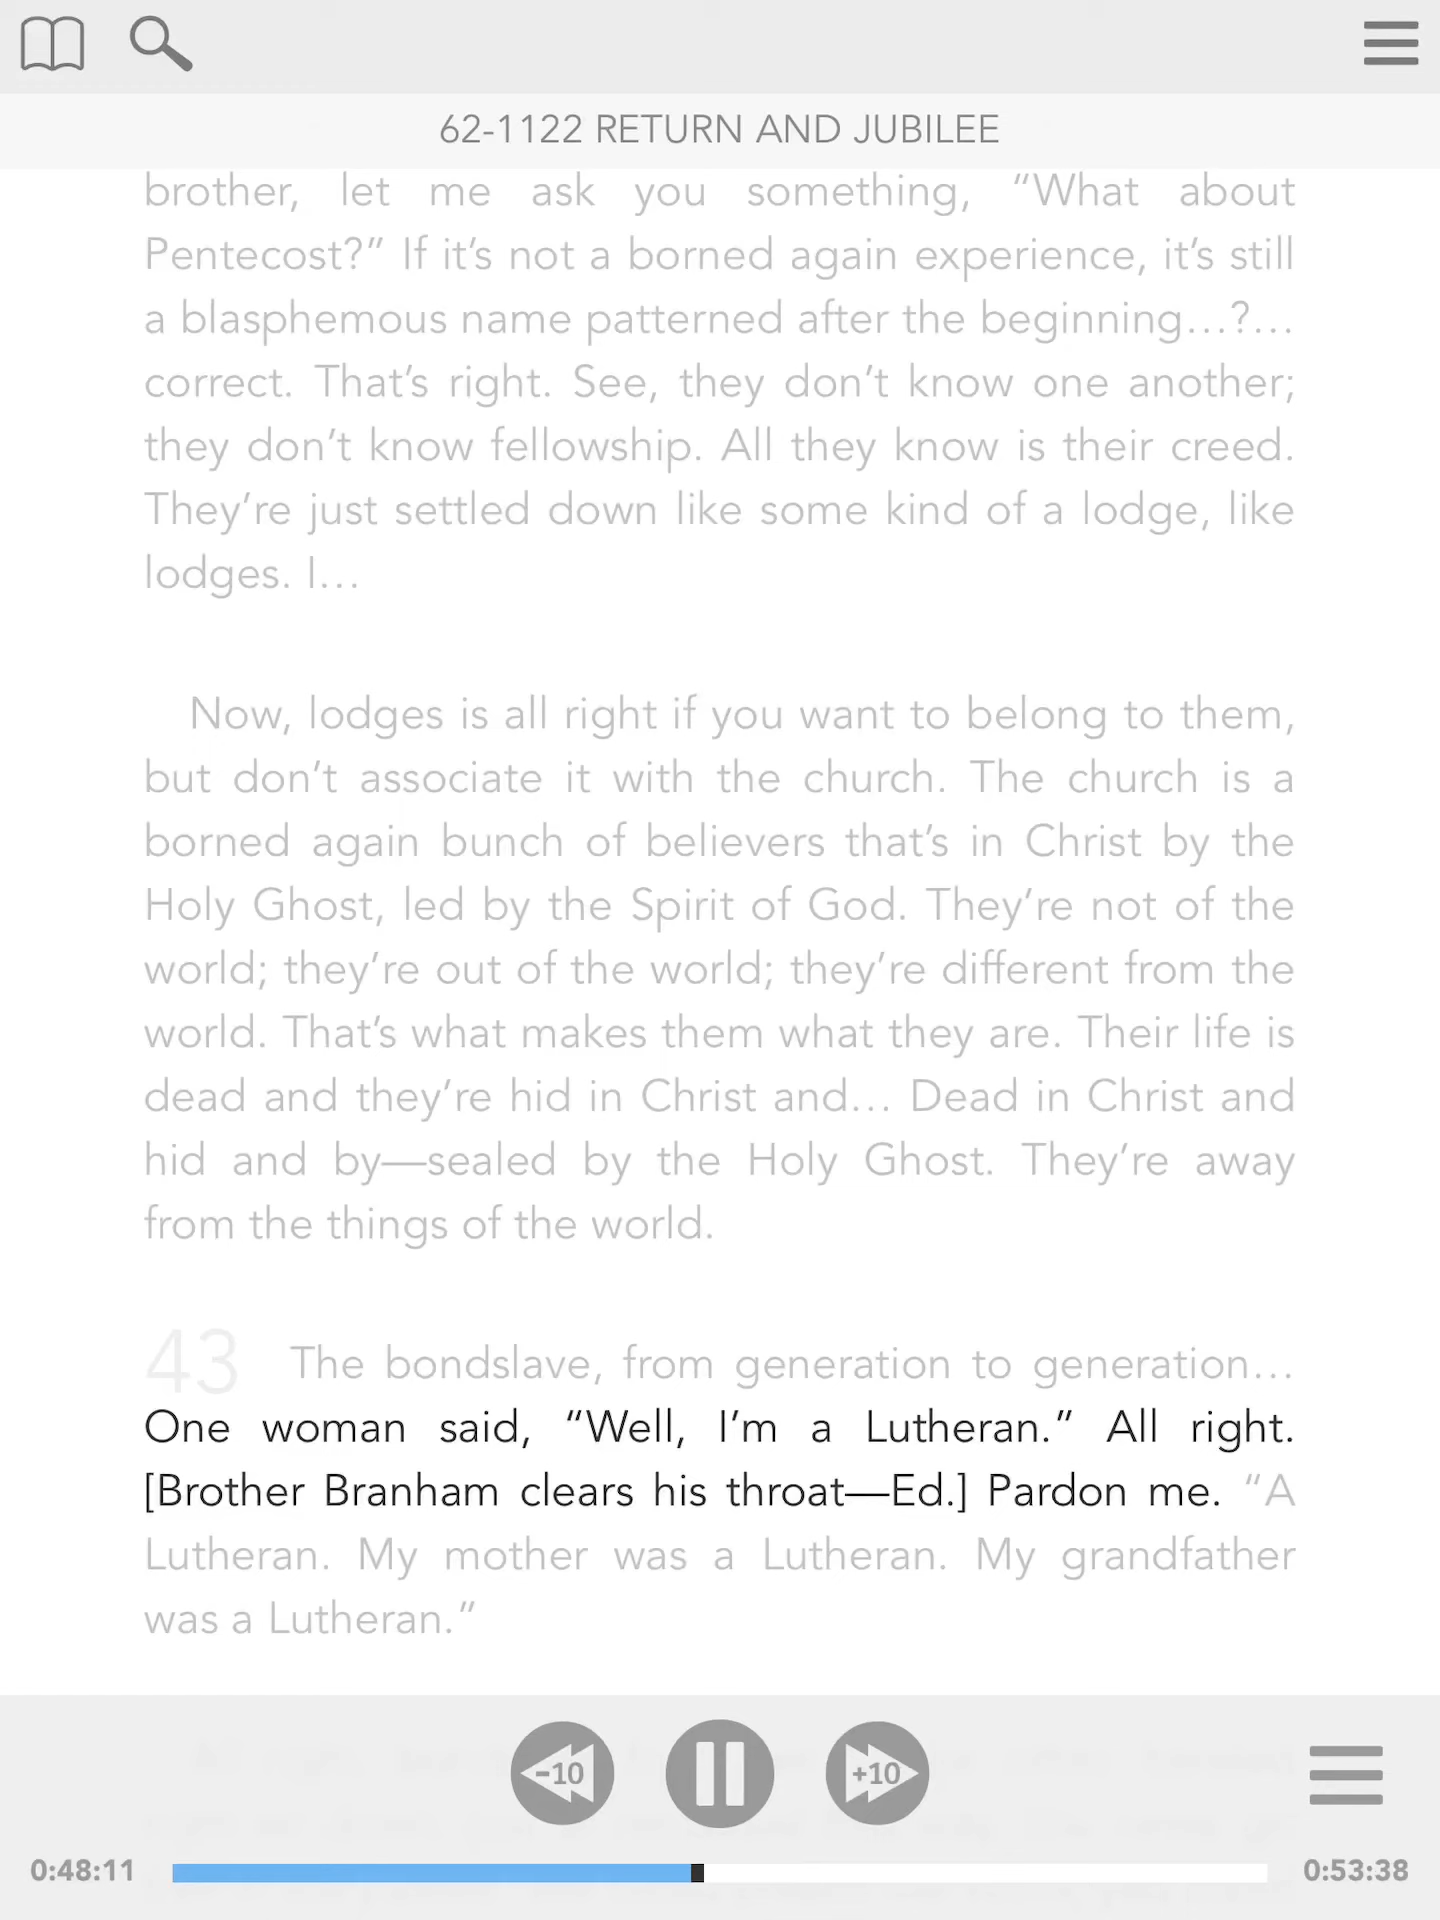 62-1122 RETURN AND JUBILEE
brother, let me ask you something, “What about
Pentecost?” If it’s not a borned again experience, it’s still
a blasphemous name patterned after the beginning…?…
correct. That’s right. See, they don’t know one another;
they don’t know fellowship. All they know is their creed.
They’re just settled down like some kind of a lodge, like
lodges. I…
Now, lodges is all right if you want to belong to them,
but don’t associate it with the church. The church is a
borned again bunch of believers that’s in Christ by the
Holy Ghost, led by the Spirit of God. They’re not of the
world; they’re out of the world; they’re different from the
world. That’s what makes them what they are. Their life is
dead and they’re hid in Christ and… Dead in Christ and
hid and by—sealed by the Holy Ghost. They’re away
from the things of the world.
43 The bondslave, from generation to generation…
One woman said, “Well, I’m a Lutheran.” All right.
[Brother Branham clears his throat—Ed.] Pardon me. “A
Lutheran. My mother was a Lutheran. My grandfather
was a Lutheran.”
-10 +10
0:48:11 0:53:38